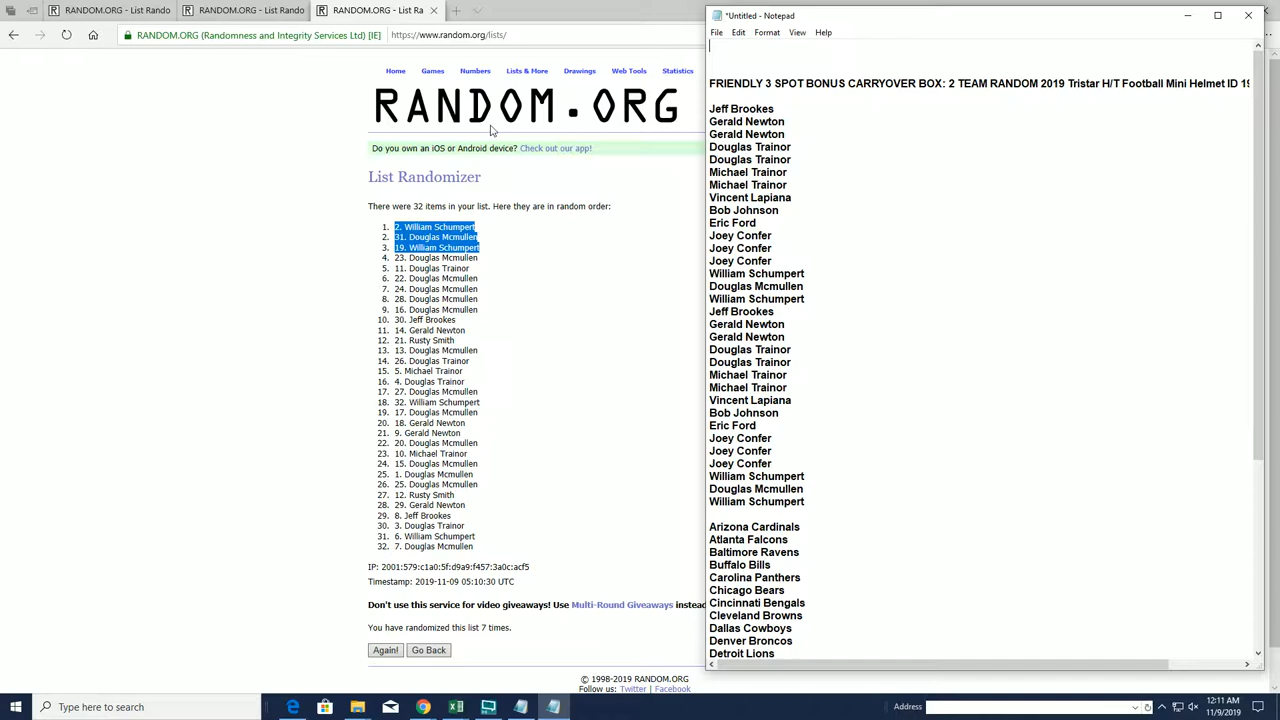 RANDOM.ORG - List Rando
RANDOM.ORG - List Rando
RANDOM.ORG - List Ra
RANDOM.ORG (Randomness and Integrity Services Ltd) [IE]
https://www.random.org/lists/
Home Games Numbers Lists & More Drawings Web Tools Statistics
RANDOM.ORG
Do you own an iOS or Android device? Check out our app!
List Randomizer
There were 32 items in your list. Here they are in random order:
1. 2. William Schumpert
2. 31. Douglas Mcmullen
3. 19. William Schumpert
4. 23. Douglas Mcmullen
5. 11. Douglas Trainor
6. 22. Douglas Mcmullen
7. 24. Douglas Mcmullen
8. 28. Douglas Mcmullen
9. 16. Douglas Mcmullen
10. 30. Jeff Brookes
11. 14. Gerald Newton
12. 21. Rusty Smith
13. 13. Douglas Mcmullen
14. 26. Douglas Trainor
15. 5. Michael Trainor
16. 4. Douglas Trainor
17. 27. Douglas Mcmullen
18. 32. William Schumpert
19. 17. Douglas Mcmullen
20. 18. Gerald Newton
21. 9. Gerald Newton
22. 20. Douglas Mcmullen
23. 10. Michael Trainor
24. 15. Douglas Mcmullen
25. 1. Douglas Mcmullen
26. 25. Douglas Mcmullen
27. 12. Rusty Smith
28. 29. Gerald Newton
29. 8. Jeff Brookes
30. 3. Douglas Trainor
31. 6. William Schumpert
32. 7. Douglas Mcmullen
IP: 2001:579:c1a0:5f:d9a9:f457:3a0c:acf5
Timestamp: 2019-11-09 05:10:30 UTC
Don't use this service for video giveaways! Use Multi-Round Giveaways instead
You have randomized this list 7 times.
Again! Go Back
© 1998-2019 RANDOM.ORG
Follow us: Twitter | Facebook
*Untitled - Notepad
File Edit Format View Help
FRIENDLY 3 SPOT BONUS CARRYOVER BOX: 2 TEAM RANDOM 2019 Tristar H/T Football Mini Helmet ID 19
Jeff Brookes
Gerald Newton
Gerald Newton
Douglas Trainor
Douglas Trainor
Michael Trainor
Michael Trainor
Vincent Lapiana
Bob Johnson
Eric Ford
Joey Confer
Joey Confer
Joey Confer
William Schumpert
Douglas Mcmullen
William Schumpert
Jeff Brookes
Gerald Newton
Gerald Newton
Douglas Trainor
Douglas Trainor
Michael Trainor
Michael Trainor
Vincent Lapiana
Bob Johnson
Eric Ford
Joey Confer
Joey Confer
Joey Confer
William Schumpert
Douglas Mcmullen
William Schumpert
Arizona Cardinals
Atlanta Falcons
Baltimore Ravens
Buffalo Bills
Carolina Panthers
Chicago Bears
Cincinnati Bengals
Cleveland Browns
Dallas Cowboys
Denver Broncos
Detroit Lions
Type here to search
Address
12:11 AM
11/9/2019